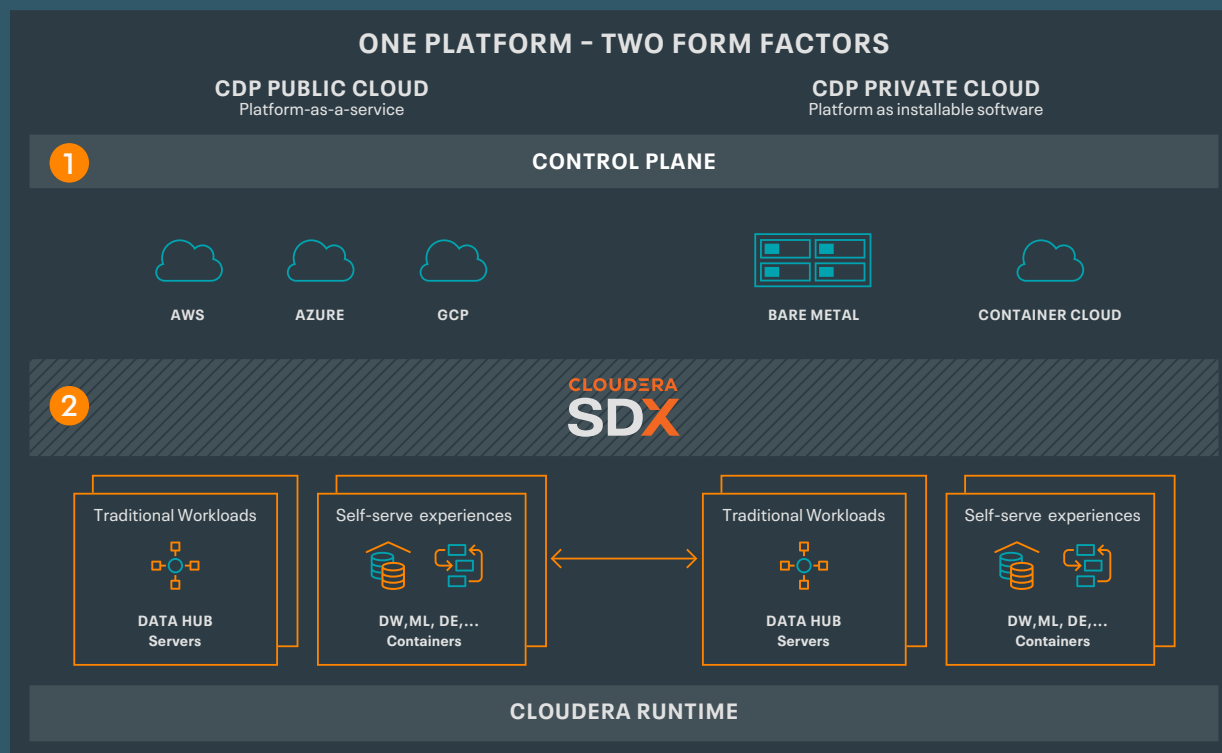 ONE PLATFORM – TWO FORM FACTORS
CDP PUBLIC CLOUD
Platform-as-a-service
CDP PRIVATE CLOUD
Platform as installable software
1
CONTROL PLANE
AWS
AZURE
GCP
BARE METAL
CONTAINER CLOUD
2
CLOUDERA
SDX
Traditional Workloads
DATA HUB
Servers
Self-serve experiences
DW,ML, DE,...
Containers
Traditional Workloads
DATA HUB
Servers
Self-serve experiences
DW,ML, DE,...
Containers
CLOUDERA RUNTIME